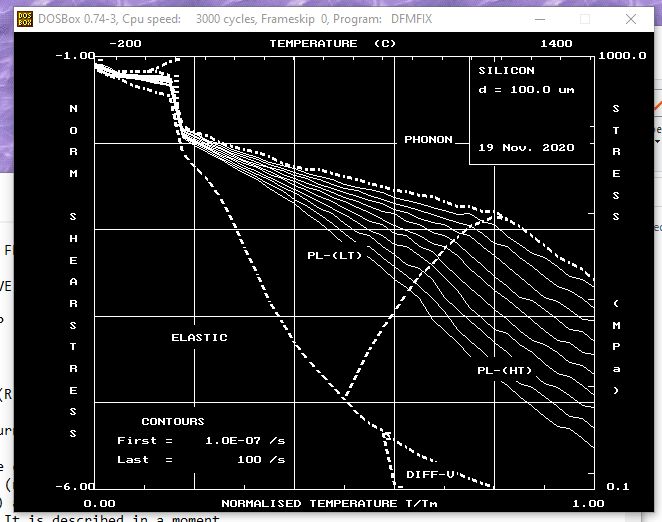 DOSBox 0.74-3, Cpu speed: 3000 cycles, Frameskip 0, Program: DFMFIX
-200 TEMPERATURE (C) 1400
-1.00 1000.0
SILICON
d = 100.0 um
19 Nov. 2020
PHONON
NORM SHEAR STRESS
STRESS (MPa)
PL-(LT)
ELASTIC
PL-(HT)
CONTOURS
First = 1.0E-07 /s
Last = 100 /s
DIFF-V
-6.00 0.1
0.00 NORMALISED TEMPERATURE T/Tm 1.00
It is described in a moment